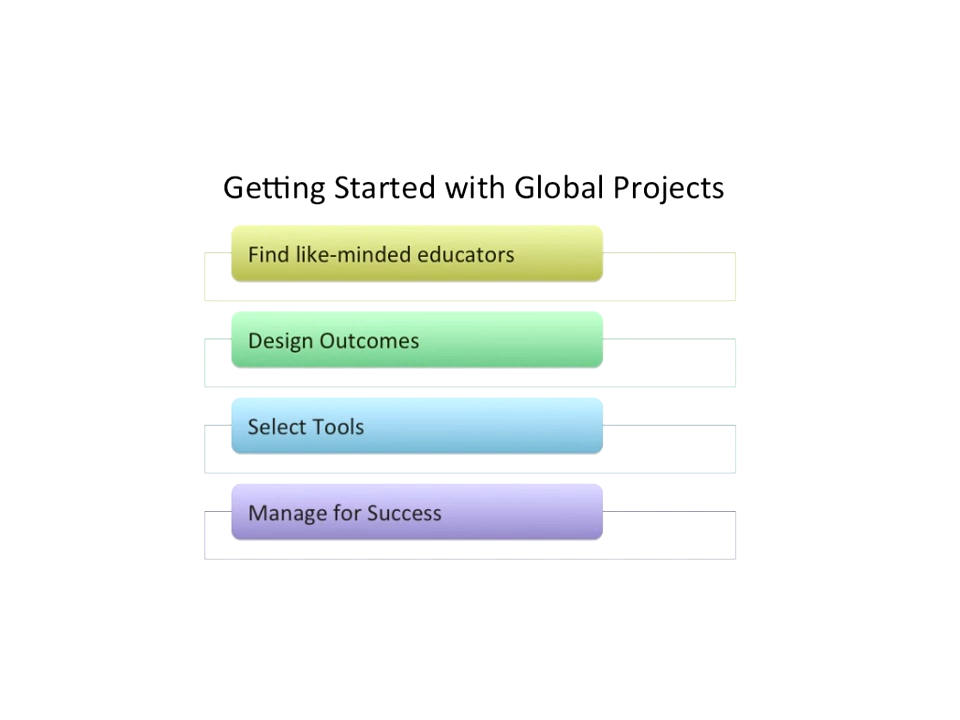 Getting Started with Global Projects
Find like-minded educators
Design Outcomes
Select Tools
Manage for Success